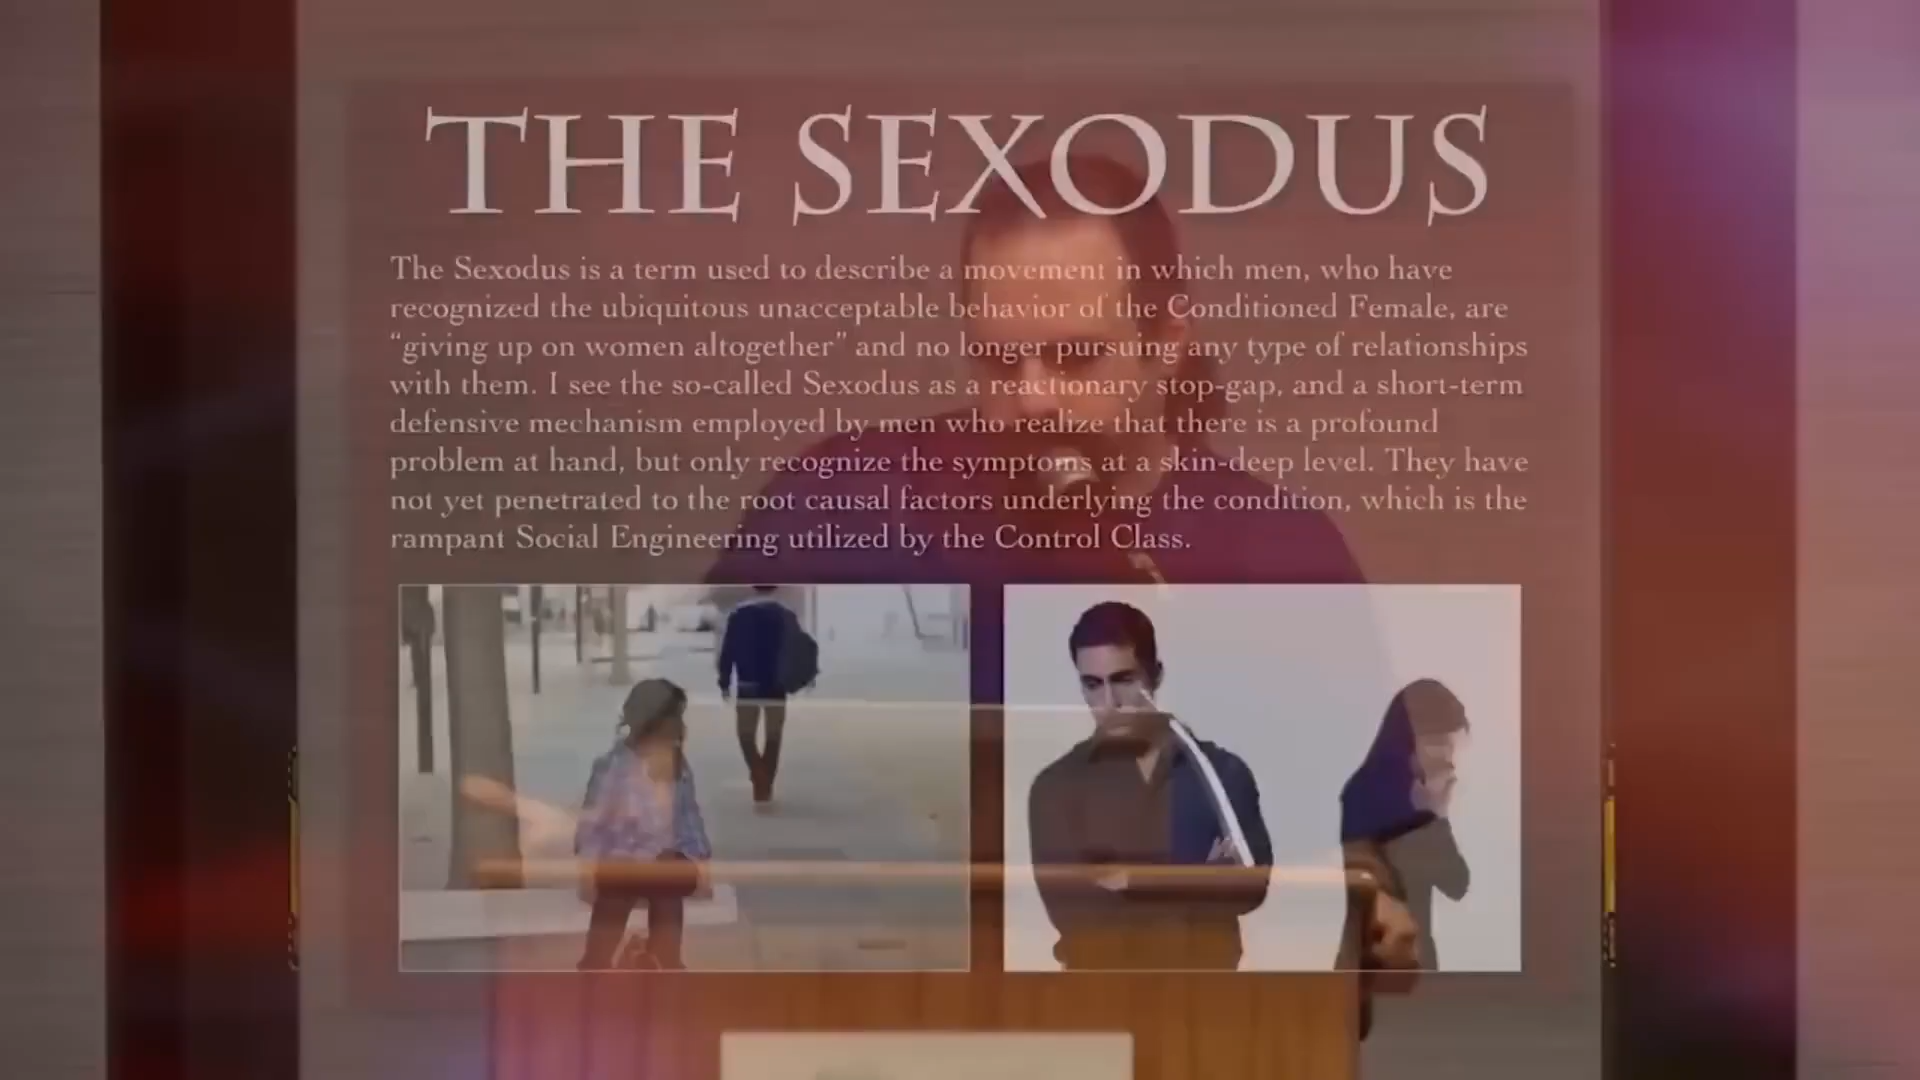 THE SEXODUS
The Sexodus is a term used to describe a movement in which men, who have
recognized the ubiquitous unacceptable behavior of the Conditioned Female, are
“giving up on women altogether” and no longer pursuing any type of relationships
with them. I see the so-called Sexodus as a reactionary stop-gap, and a short-term
defensive mechanism employed by men who realize that there is a profound
problem at hand, but only recognize the symptoms at a skin-deep level. They have
not yet penetrated to the root causal factors underlying the condition, which is the
rampant Social Engineering utilized by the Control Class.